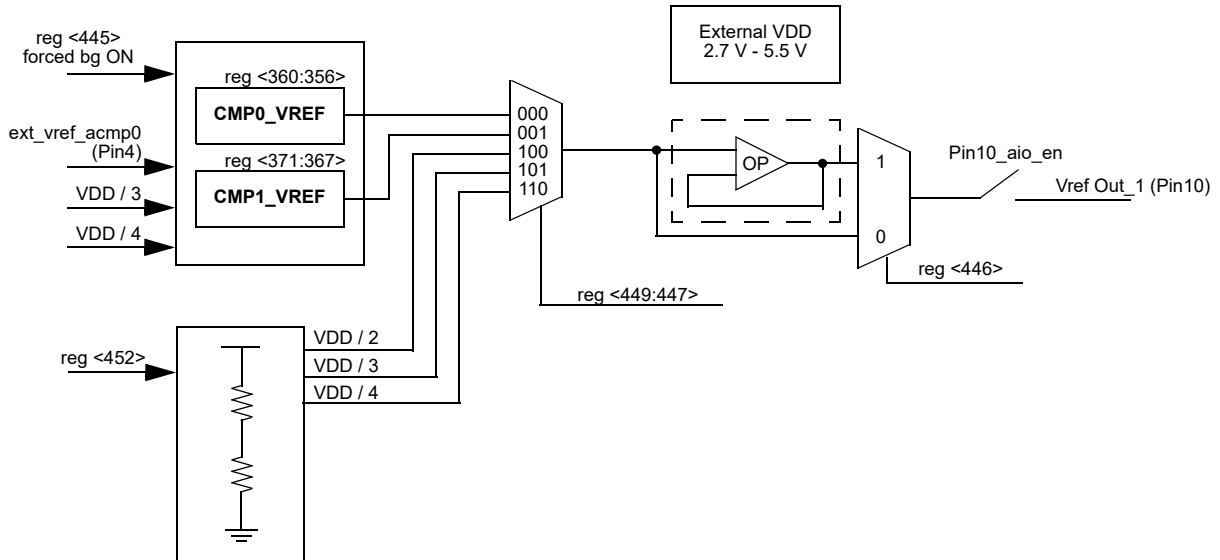 External VDD
2.7 V - 5.5 V
reg <445>
forced bg ON
reg <360:356>
CMP0_VREF
ext_vref_acmp0
(Pin4)
reg <371:367>
CMP1_VREF
VDD / 3
VDD / 4
000
001
100
101
110
OP
1
0
Pin10_aio_en
Vref Out_1 (Pin10)
reg <446>
reg <449:447>
reg <452>
VDD / 2
VDD / 3
VDD / 4